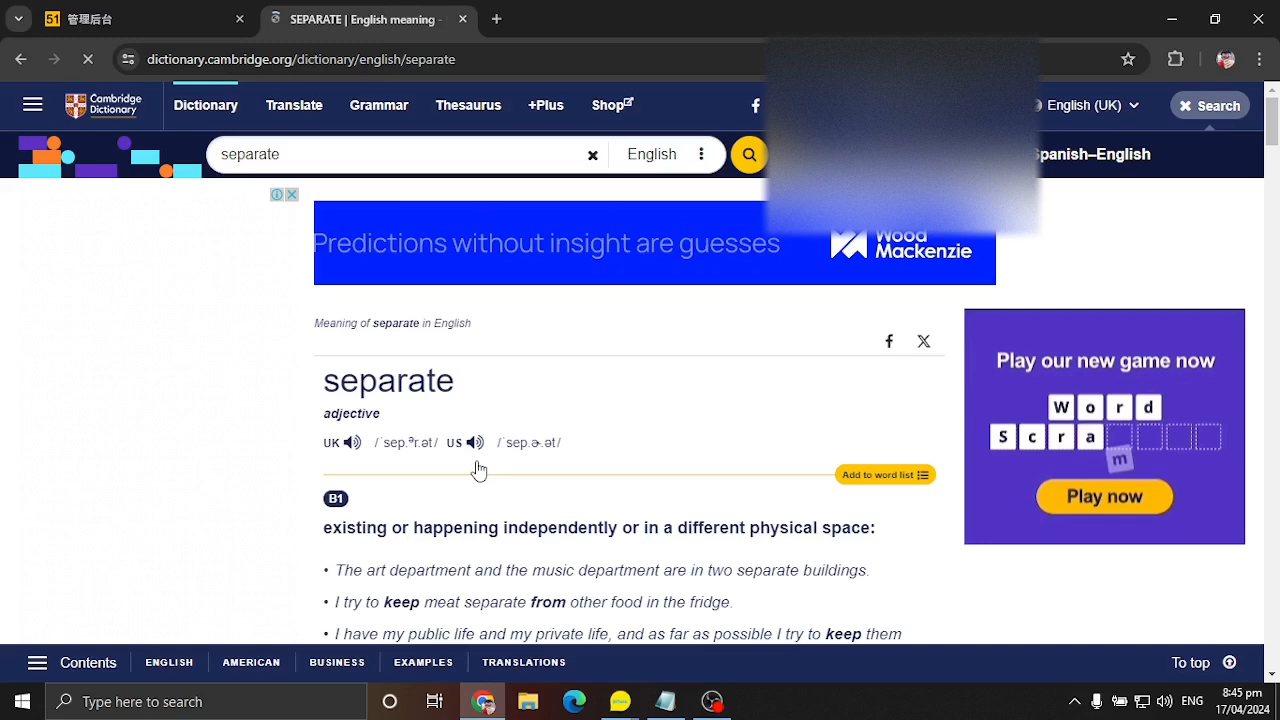 51 管理后台
SEPARATE | English meaning -
dictionary.cambridge.org/dictionary/english/separate
Cambridge Dictionary
Dictionary Translate Grammar Thesaurus +Plus Shop English (UK) Search
separate English Spanish–English
Predictions without insight are guesses
Wood Mackenzie
Meaning of separate in English
separate
adjective
UK /ˈsep.ᵊr.ət/ US /ˈsep.ɚ.ət/
Add to word list
B1
existing or happening independently or in a different physical space:
• The art department and the music department are in two separate buildings.
• I try to keep meat separate from other food in the fridge.
• I have my public life and my private life, and as far as possible I try to keep them
Play our new game now
Word
Scra
m
Play now
Contents ENGLISH AMERICAN BUSINESS EXAMPLES TRANSLATIONS To top
Type here to search
ENG
8:45 pm
17/04/2024